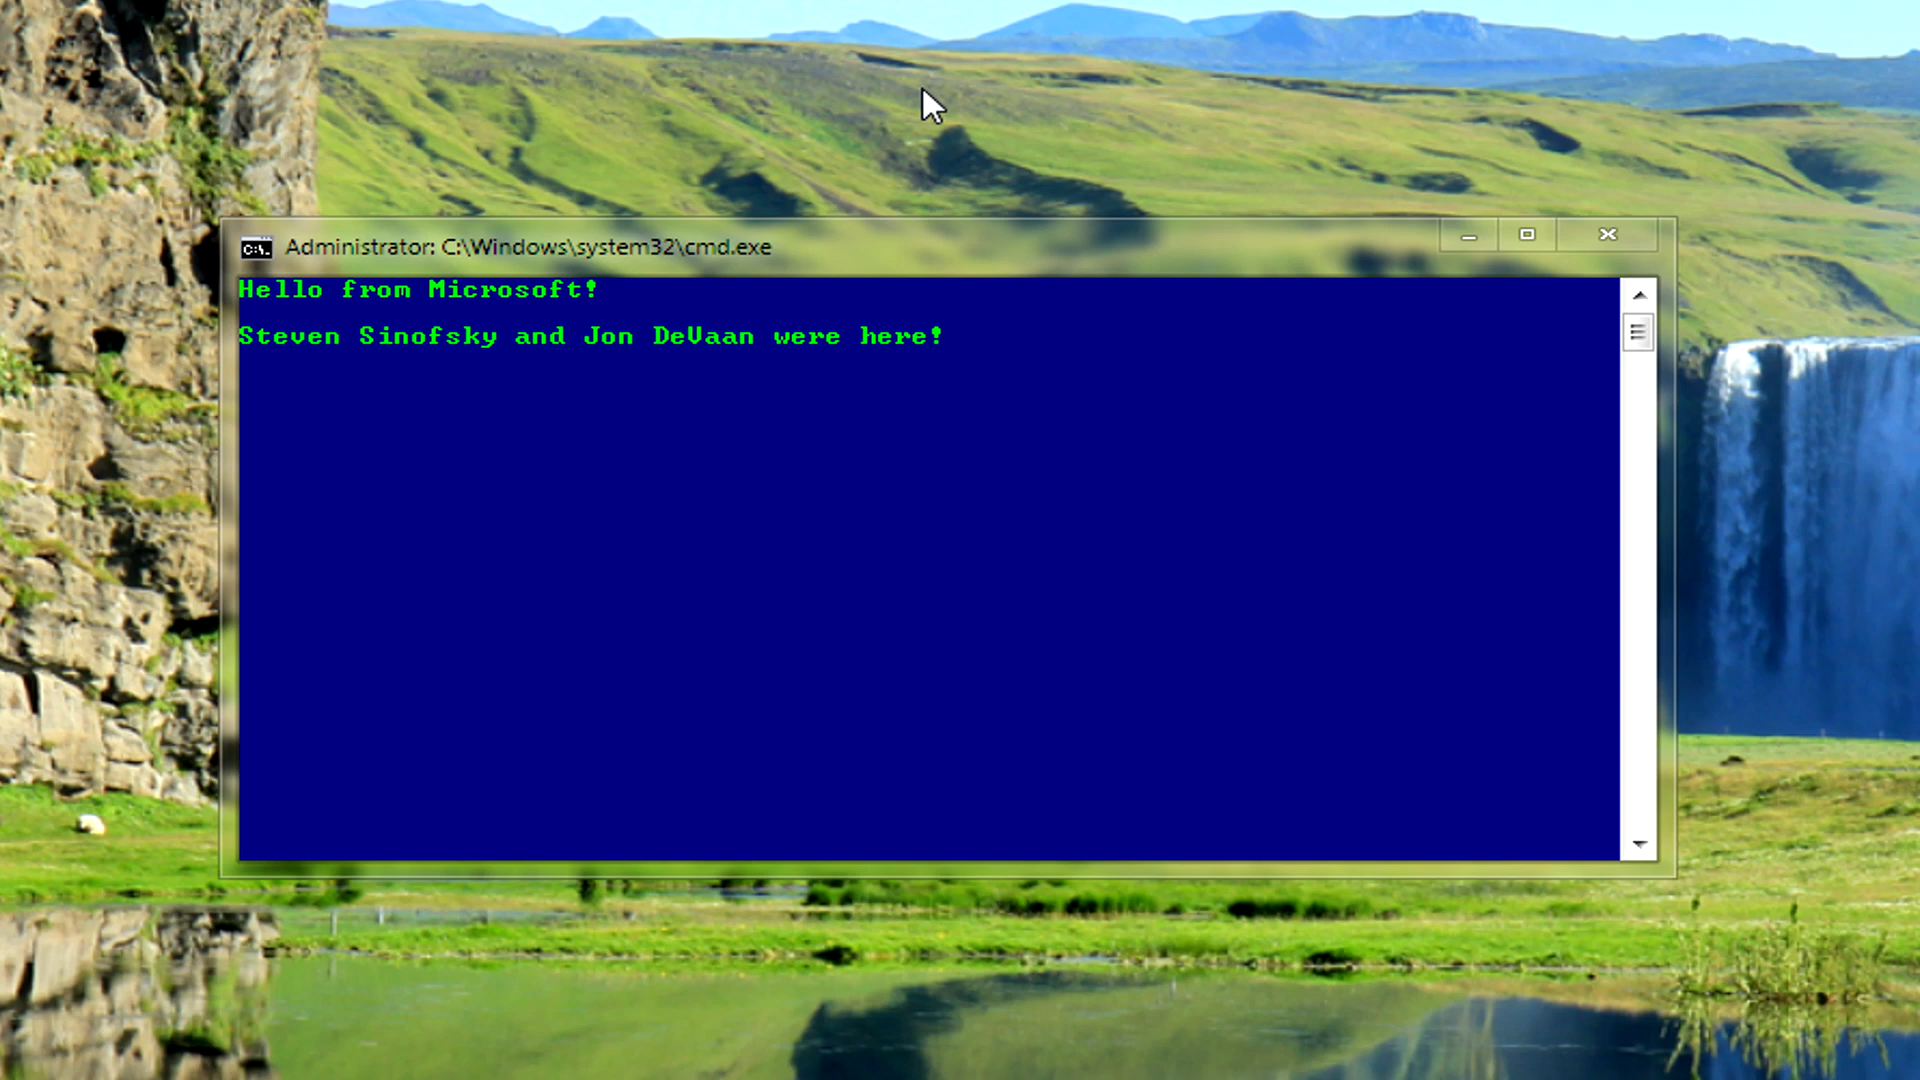 Administrator: C:\Windows\system32\cmd.exe
Hello from Microsoft!
Steven Sinofsky and Jon DeVaan were here!